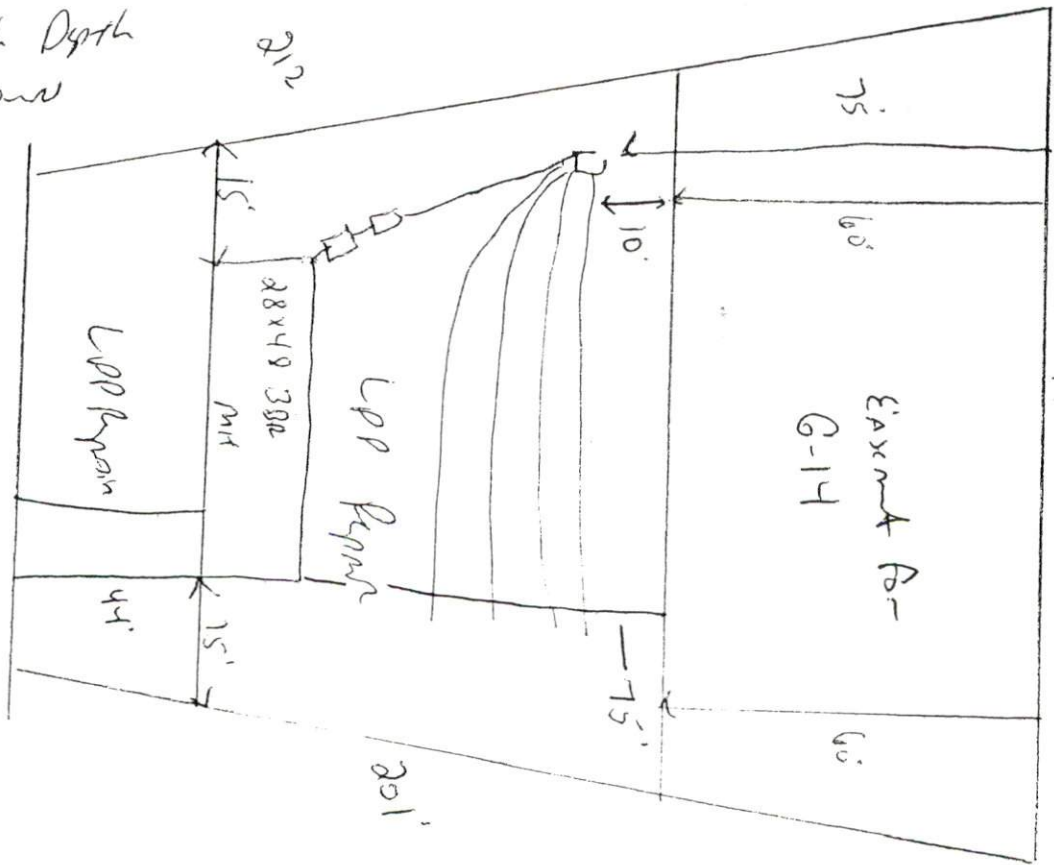 Depth
212
75'
60'
10'
15'
28x48 3BR
MH
LPP Repair
LPP Repair
Easement for
G-14
44'
15'
75'
60'
201'